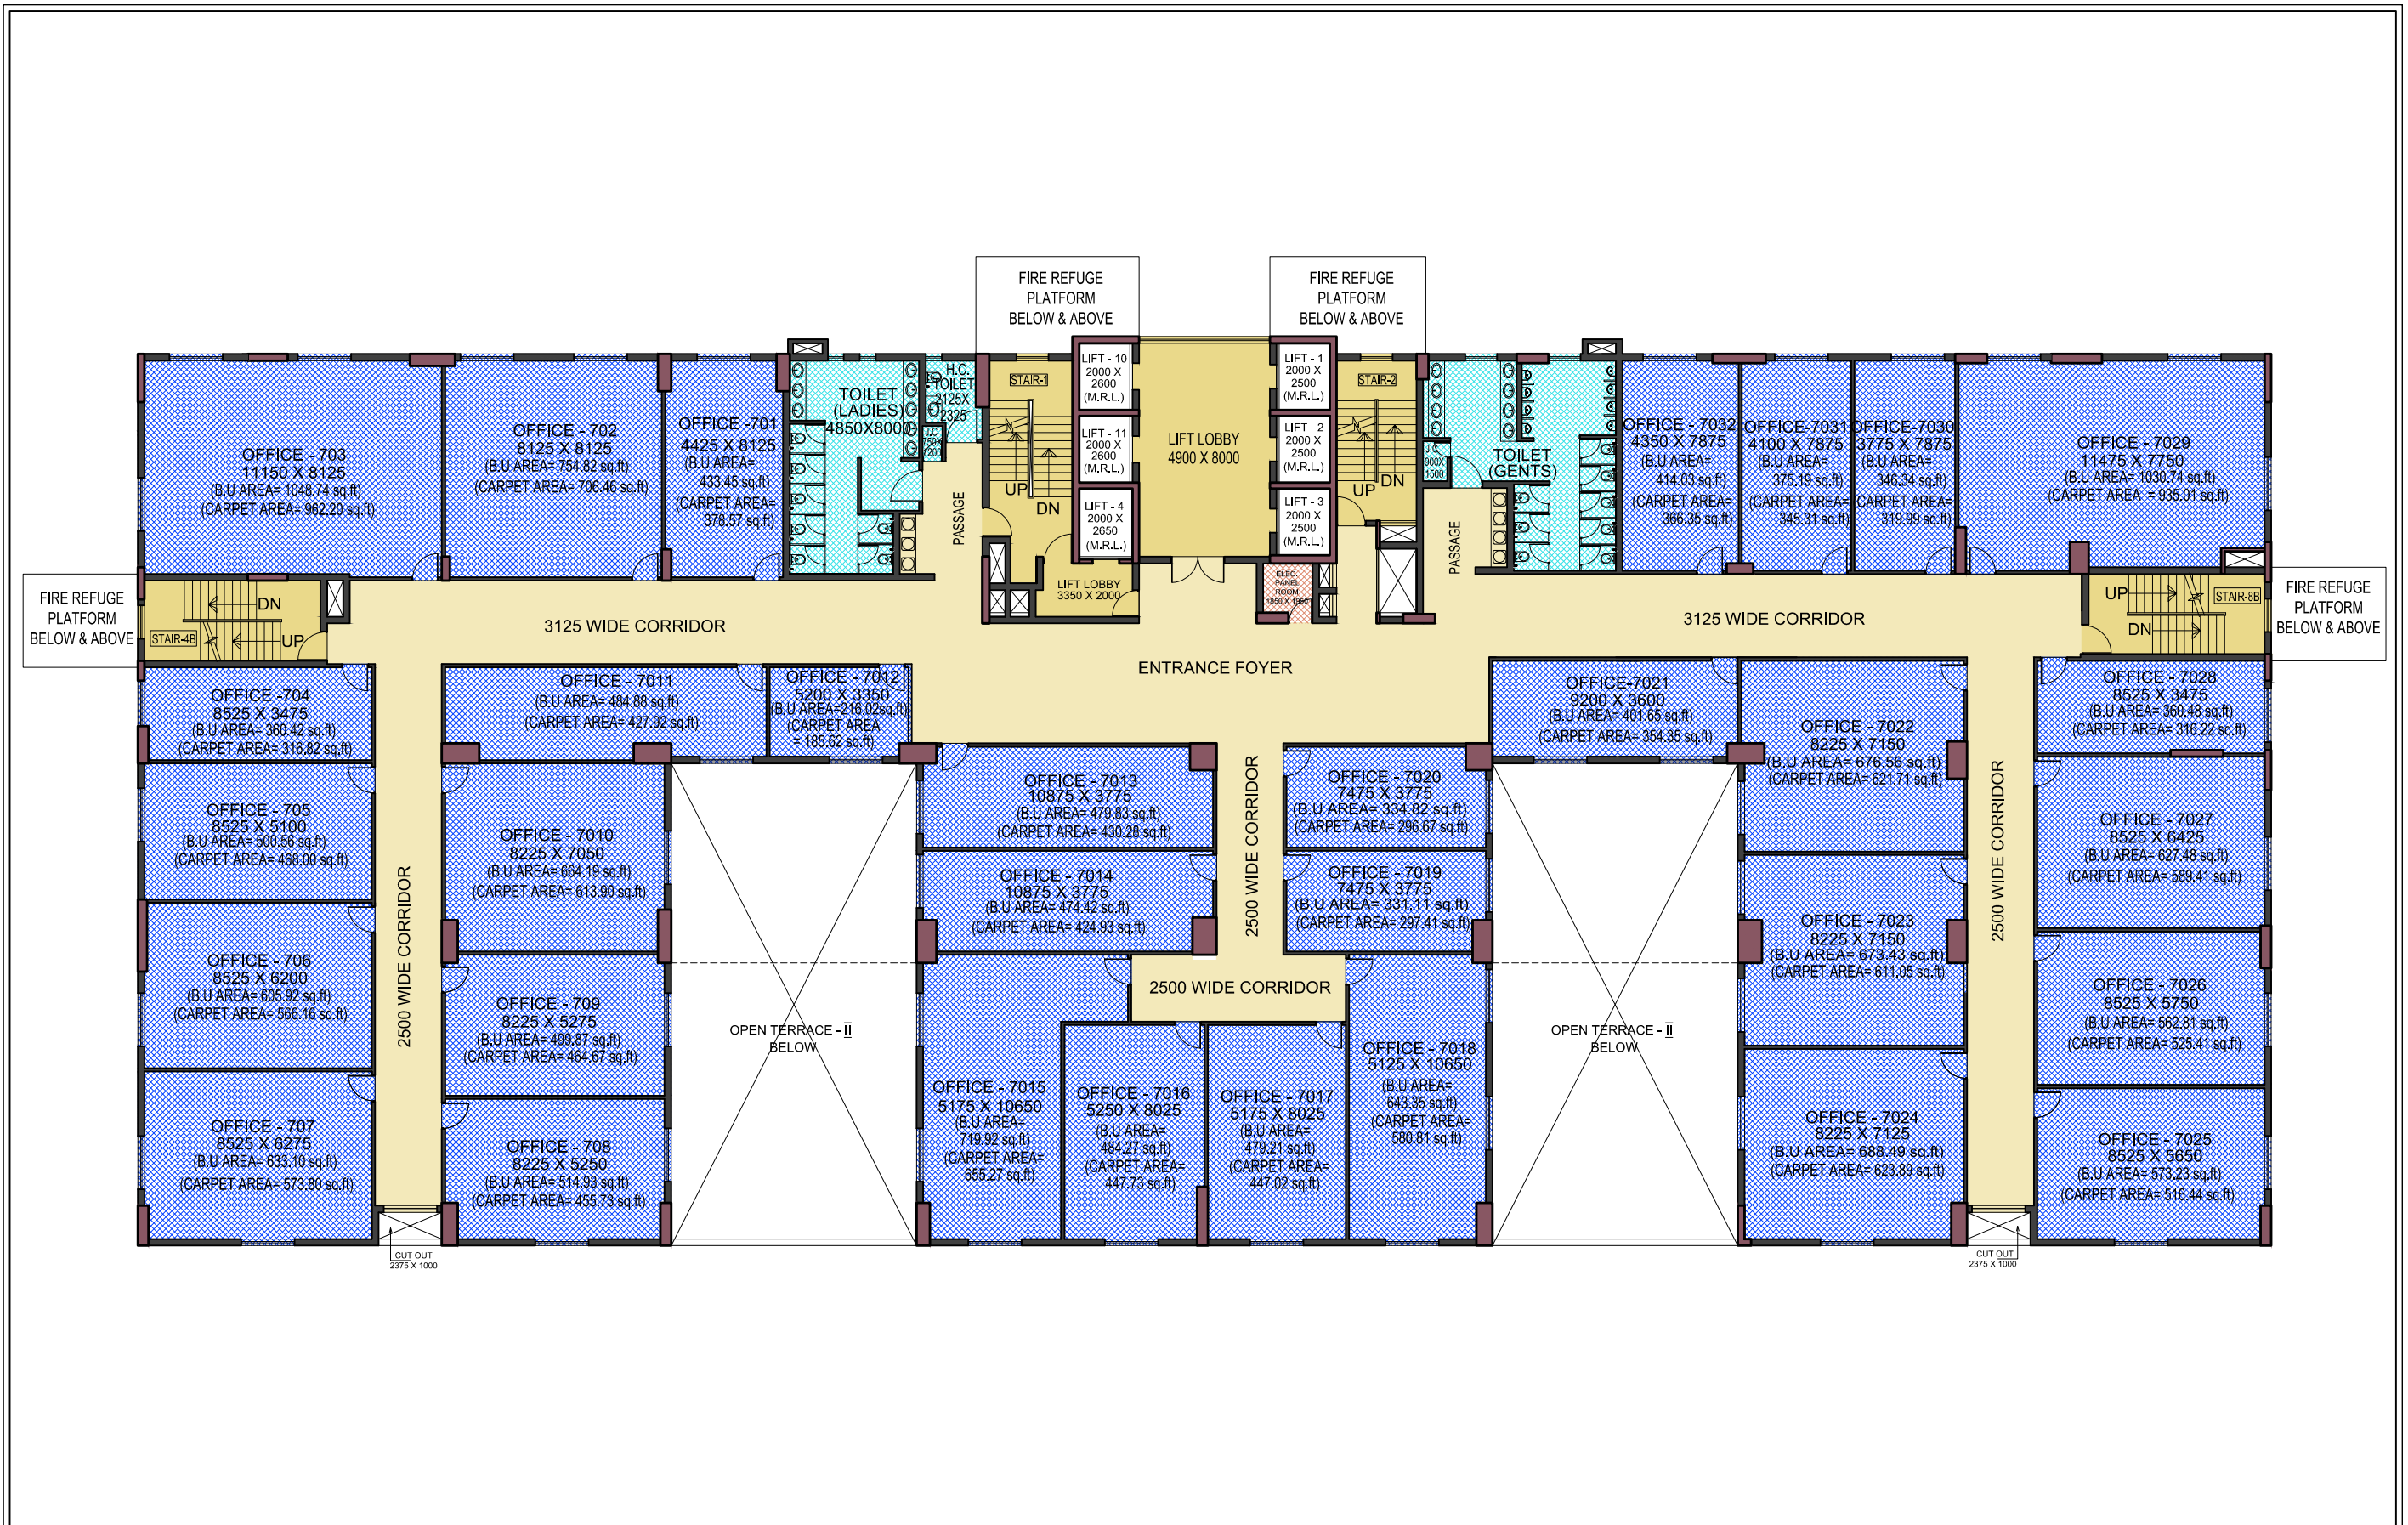 FIRE REFUGE
PLATFORM
BELOW & ABOVE
FIRE REFUGE
PLATFORM
BELOW & ABOVE
OFFICE - 703
11150 X 8125
(B.U AREA= 1048.74 sq.ft)
(CARPET AREA= 962.20 sq.ft)
OFFICE - 702
8125 X 8125
(B.U AREA= 754.82 sq.ft)
(CARPET AREA= 706.46 sq.ft)
OFFICE -701
4425 X 8125
(B.U AREA=
433.45 sq.ft)
(CARPET AREA=
378.57 sq.ft)
TOILET
(LADIES)
4850X8000
H.C.
TOILET
2125X
2325
J.C
750X
1200
PASSAGE
STAIR-1
UP
DN
LIFT - 10
2000 X
2600
(M.R.L.)
LIFT - 11
2000 X
2600
(M.R.L.)
LIFT - 4
2000 X
2650
(M.R.L.)
LIFT LOBBY
3350 X 2000
LIFT LOBBY
4900 X 8000
LIFT - 1
2000 X
2500
(M.R.L.)
LIFT - 2
2000 X
2500
(M.R.L.)
LIFT - 3
2000 X
2500
(M.R.L.)
ELEC.
PANEL
ROOM
STAIR-2
UP
DN
J.C
900X
1500
PASSAGE
TOILET
(GENTS)
OFFICE - 7032
4350 X 7875
(B.U AREA=
414.03 sq.ft)
(CARPET AREA=
366.35 sq.ft)
OFFICE-7031
4100 X 7875
(B.U AREA=
375.19 sq.ft)
(CARPET AREA=
345.31 sq.ft)
OFFICE-7030
3775 X 7875
(B.U AREA=
346.34 sq.ft)
(CARPET AREA=
319.99 sq.ft)
OFFICE - 7029
11475 X 7750
(B.U AREA= 1030.74 sq.ft)
(CARPET AREA = 935.01 sq.ft)
FIRE REFUGE
PLATFORM
BELOW & ABOVE
DN
STAIR-4B
UP
3125 WIDE CORRIDOR
ENTRANCE FOYER
3125 WIDE CORRIDOR
UP
STAIR-8B
DN
FIRE REFUGE
PLATFORM
BELOW & ABOVE
OFFICE -704
8525 X 3475
(B.U AREA= 360.42 sq.ft)
(CARPET AREA= 316.82 sq.ft)
OFFICE - 7011
(B.U AREA= 484.88 sq.ft)
(CARPET AREA= 427.92 sq.ft)
OFFICE - 7012
5200 X 3350
(B.U AREA=216.02sq.ft)
(CARPET AREA
= 185.62 sq.ft)
OFFICE-7021
9200 X 3600
(B.U AREA= 401.65 sq.ft)
(CARPET AREA= 354.35 sq.ft)
OFFICE - 7022
8225 X 7150
(B.U AREA= 676.56 sq.ft)
(CARPET AREA= 621.71 sq.ft)
OFFICE - 7028
8525 X 3475
(B.U AREA= 360.48 sq.ft)
(CARPET AREA= 316.22 sq.ft)
OFFICE - 705
8525 X 5100
(B.U AREA= 500.56 sq.ft)
(CARPET AREA= 468.00 sq.ft)
2500 WIDE CORRIDOR
OFFICE - 7010
8225 X 7050
(B.U AREA= 664.19 sq.ft)
(CARPET AREA= 613.90 sq.ft)
OFFICE - 7013
10875 X 3775
(B.U AREA= 479.83 sq.ft)
(CARPET AREA= 430.28 sq.ft)
2500 WIDE CORRIDOR
OFFICE - 7020
7475 X 3775
(B.U AREA= 334.82 sq.ft)
(CARPET AREA= 296.67 sq.ft)
2500 WIDE CORRIDOR
OFFICE - 7027
8525 X 6425
(B.U AREA= 627.48 sq.ft)
(CARPET AREA= 589.41 sq.ft)
OFFICE - 7014
10875 X 3775
(B.U AREA= 474.42 sq.ft)
(CARPET AREA= 424.93 sq.ft)
OFFICE - 7019
7475 X 3775
(B.U AREA= 331.11 sq.ft)
(CARPET AREA= 297.41 sq.ft)
OFFICE - 7023
8225 X 7150
(B.U AREA= 673.43 sq.ft)
(CARPET AREA= 611.05 sq.ft)
OFFICE - 706
8525 X 6200
(B.U AREA= 605.92 sq.ft)
(CARPET AREA= 566.16 sq.ft)
OFFICE - 709
8225 X 5275
(B.U AREA= 499.87 sq.ft)
(CARPET AREA= 464.67 sq.ft)
OPEN TERRACE - II
BELOW
2500 WIDE CORRIDOR
OPEN TERRACE - II
BELOW
OFFICE - 7026
8525 X 5750
(B.U AREA= 562.81 sq.ft)
(CARPET AREA= 525.41 sq.ft)
OFFICE - 707
8525 X 6275
(B.U AREA= 633.10 sq.ft)
(CARPET AREA= 573.80 sq.ft)
OFFICE - 708
8225 X 5250
(B.U AREA= 514.93 sq.ft)
(CARPET AREA= 455.73 sq.ft)
OFFICE - 7015
5175 X 10650
(B.U AREA=
719.92 sq.ft)
(CARPET AREA=
655.27 sq.ft)
OFFICE - 7016
5250 X 8025
(B.U AREA=
484.27 sq.ft)
(CARPET AREA=
447.73 sq.ft)
OFFICE - 7017
5175 X 8025
(B.U AREA=
479.21 sq.ft)
(CARPET AREA=
447.02 sq.ft)
OFFICE - 7018
5125 X 10650
(B.U AREA=
643.35 sq.ft)
(CARPET AREA=
580.81 sq.ft)
OFFICE - 7024
8225 X 7125
(B.U AREA= 688.49 sq.ft)
(CARPET AREA= 623.89 sq.ft)
OFFICE - 7025
8525 X 5650
(B.U AREA= 573.23 sq.ft)
(CARPET AREA= 516.44 sq.ft)
CUT OUT
2375 X 1000
CUT OUT
2375 X 1000